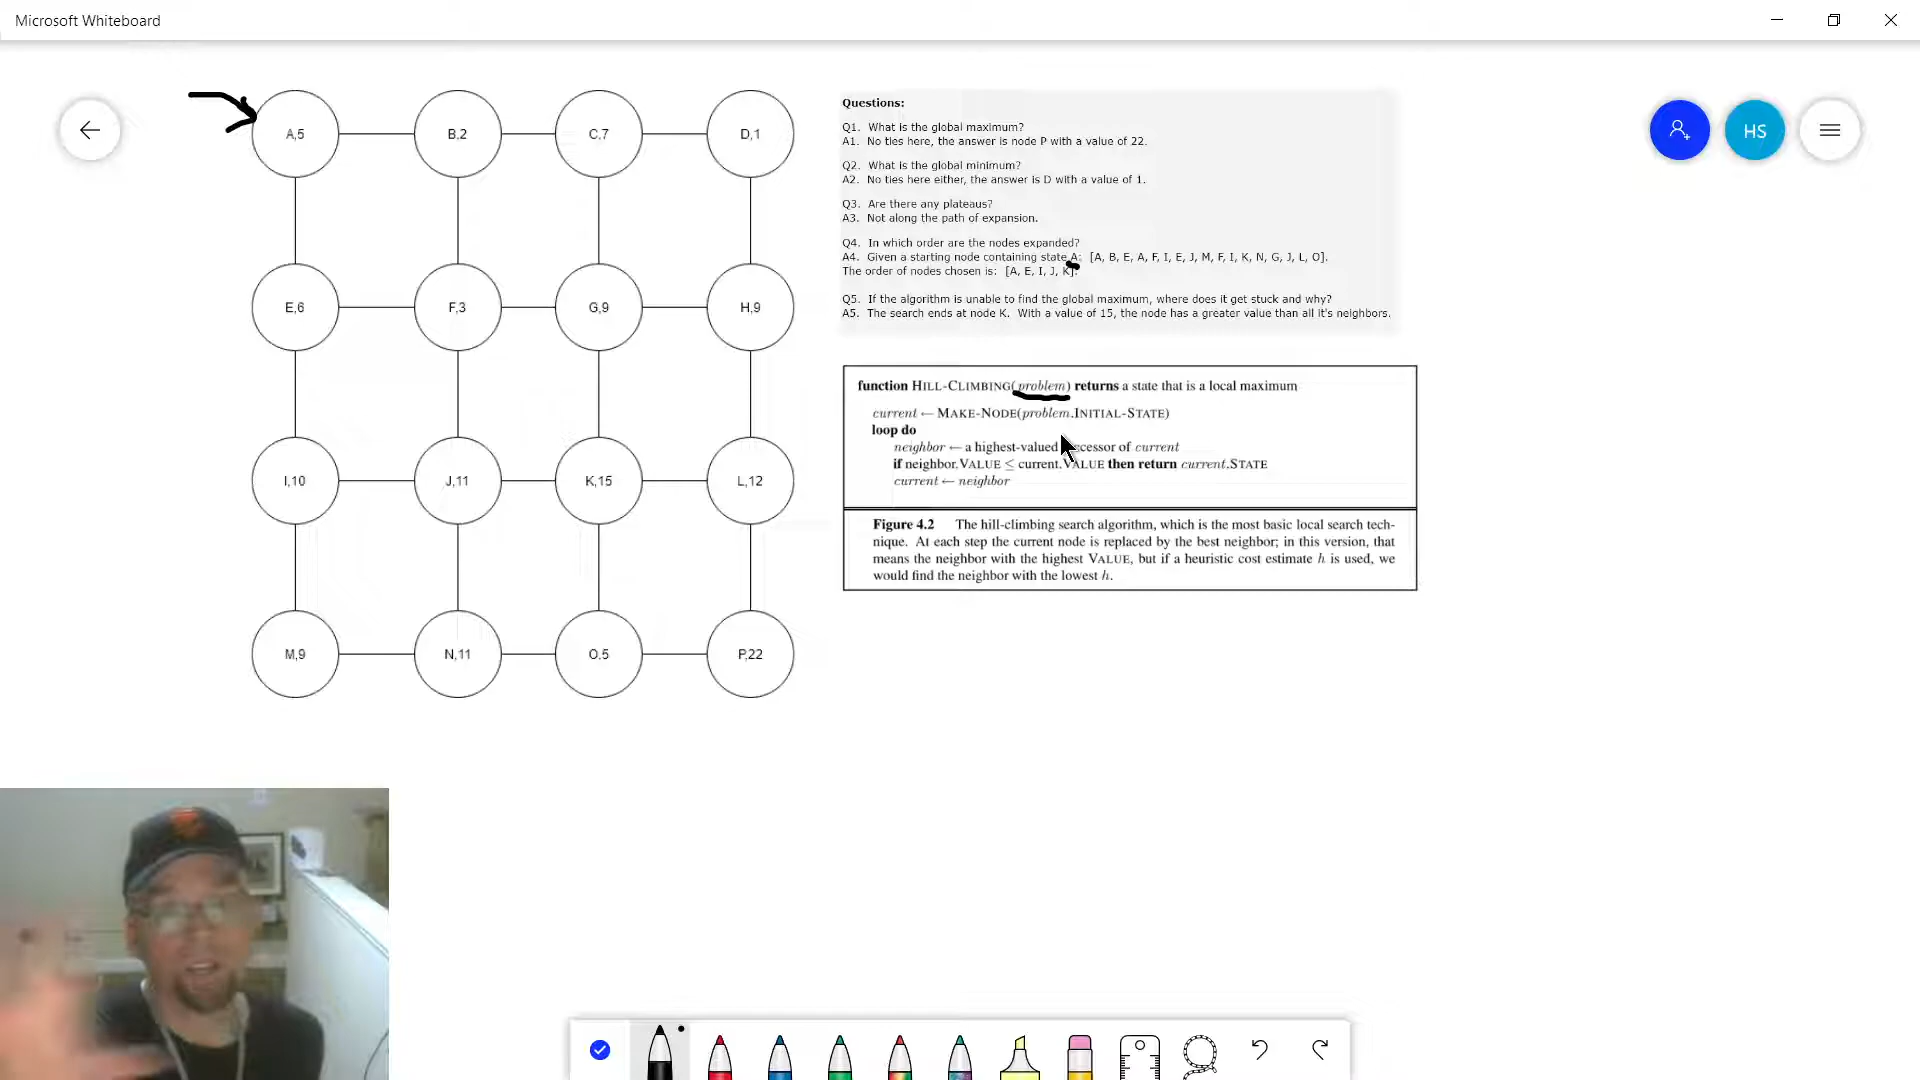 Microsoft Whiteboard
A,5
B,2
C,7
D,1
E,6
F,3
G,9
H,9
I,10
J,11
K,15
L,12
M,9
N,11
O,5
P,22
Questions:
Q1. What is the global maximum?
A1. No ties here, the answer is node P with a value of 22.
Q2. What is the global minimum?
A2. No ties here either, the answer is D with a value of 1.
Q3. Are there any plateaus?
A3. Not along the path of expansion.
Q4. In which order are the nodes expanded?
A4. Given a starting node containing state A: [A, B, E, A, F, I, E, J, M, F, I, K, N, G, J, L, O].
The order of nodes chosen is: [A, E, I, J, K].
Q5. If the algorithm is unable to find the global maximum, where does it get stuck and why?
A5. The search ends at node K. With a value of 15, the node has a greater value than all it's neighbors.
HS
function HILL-CLIMBING(problem) returns a state that is a local maximum
current ← MAKE-NODE(problem.INITIAL-STATE)
loop do
neighbor ← a highest-valued successor of current
if neighbor.VALUE ≤ current.VALUE then return current.STATE
current ← neighbor
Figure 4.2 The hill-climbing search algorithm, which is the most basic local search tech-
nique. At each step the current node is replaced by the best neighbor; in this version, that
means the neighbor with the highest VALUE, but if a heuristic cost estimate h is used, we
would find the neighbor with the lowest h.